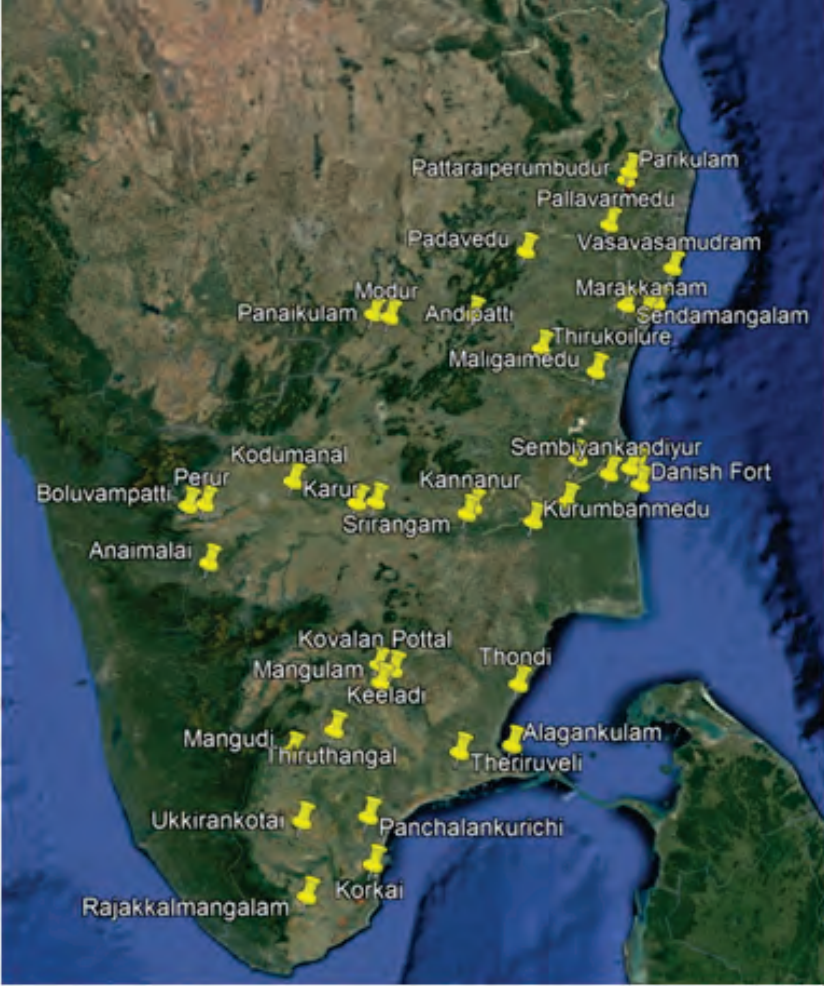 Parikulam
Pattaraiperumbudur
Pallavarmedu
Padavedu
Vasavasamudram
Modur
Marakkanam
Panaikulam
Andipatti
Sendamangalam
Thirukoilure
Maligaimedu
Sembiyankandiyur
Kodumanal
Danish Fort
Perur
Kannanur
Karur
Boluvampatti
Kurumbanmedu
Srirangam
Anaimalai
Kovalan Pottal
Thondi
Mangulam
Keeladi
Alagankulam
Mangudi
Thiruthangal
Theriruveli
Ukkirankotai
Panchalankurichi
Korkai
Rajakkalmangalam